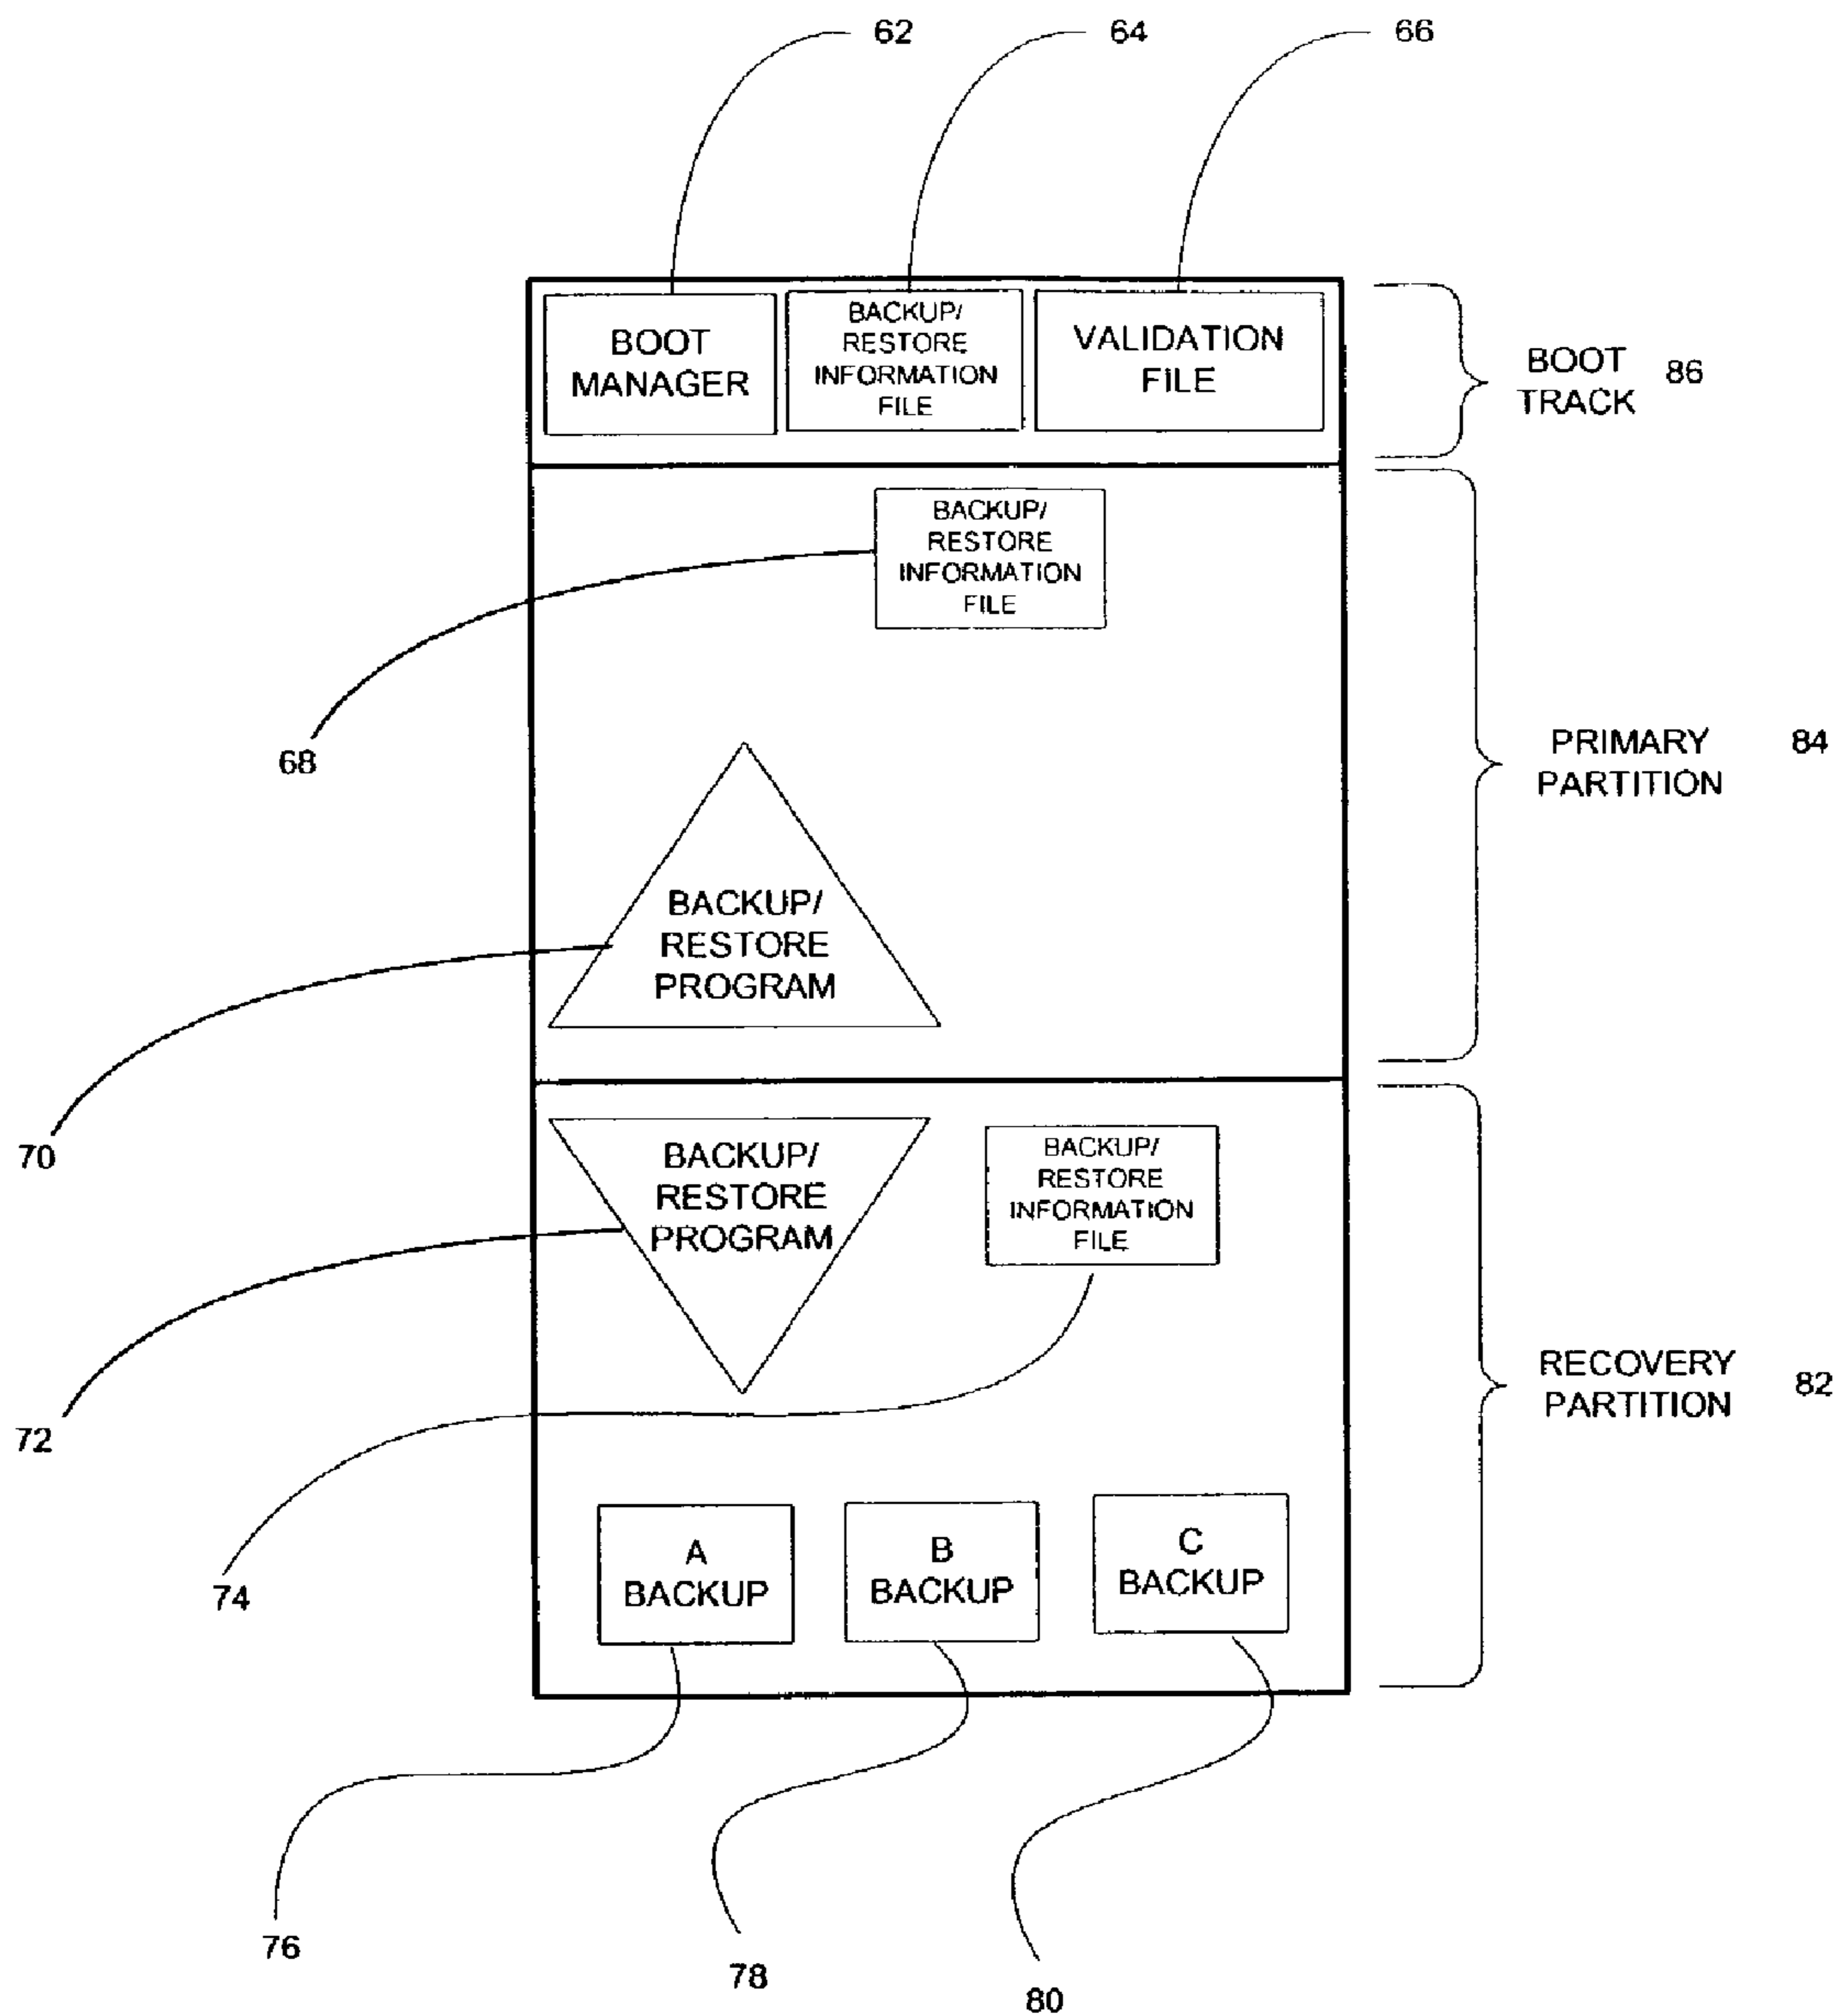 62
64
66
BOOT
MANAGER
BACKUP/
RESTORE
INFORMATION
FILE
VALIDATION
FILE
BOOT
TRACK
86
BACKUP/
RESTORE
INFORMATION
FILE
68
PRIMARY
PARTITION
84
BACKUP/
RESTORE
PROGRAM
70
BACKUP/
RESTORE
PROGRAM
BACKUP/
RESTORE
INFORMATION
FILE
72
RECOVERY
PARTITION
82
74
A
BACKUP
B
BACKUP
C
BACKUP
76
78
80